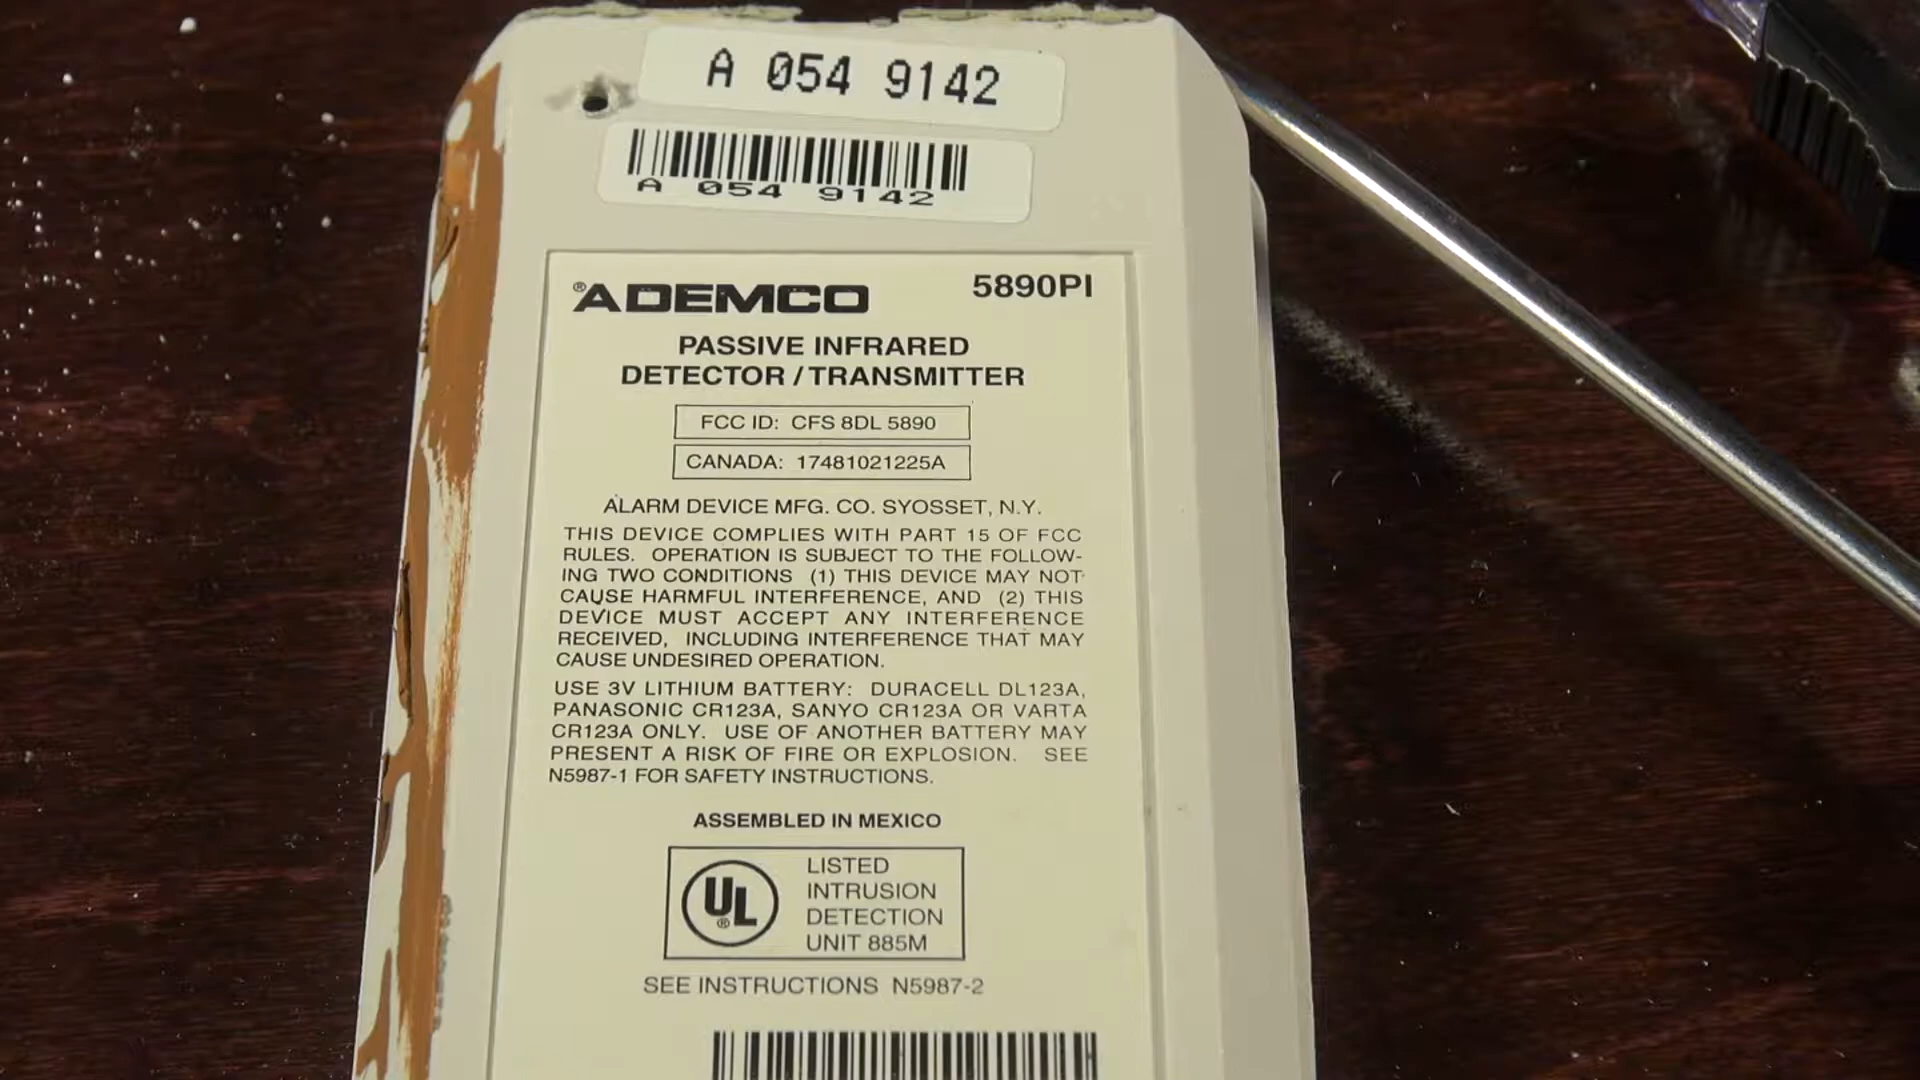 A 054 9142
A 054 9142
®ADEMCO 5890PI
PASSIVE INFRARED
DETECTOR / TRANSMITTER
FCC ID: CFS 8DL 5890
CANADA: 17481021225A
ALARM DEVICE MFG. CO. SYOSSET, N.Y.
THIS DEVICE COMPLIES WITH PART 15 OF FCC
RULES. OPERATION IS SUBJECT TO THE FOLLOW-
ING TWO CONDITIONS (1) THIS DEVICE MAY NOT
CAUSE HARMFUL INTERFERENCE, AND (2) THIS
DEVICE MUST ACCEPT ANY INTERFERENCE
RECEIVED, INCLUDING INTERFERENCE THAT MAY
CAUSE UNDESIRED OPERATION.
USE 3V LITHIUM BATTERY: DURACELL DL123A,
PANASONIC CR123A, SANYO CR123A OR VARTA
CR123A ONLY. USE OF ANOTHER BATTERY MAY
PRESENT A RISK OF FIRE OR EXPLOSION. SEE
N5987-1 FOR SAFETY INSTRUCTIONS.
ASSEMBLED IN MEXICO
UL®
LISTED
INTRUSION
DETECTION
UNIT 885M
SEE INSTRUCTIONS N5987-2